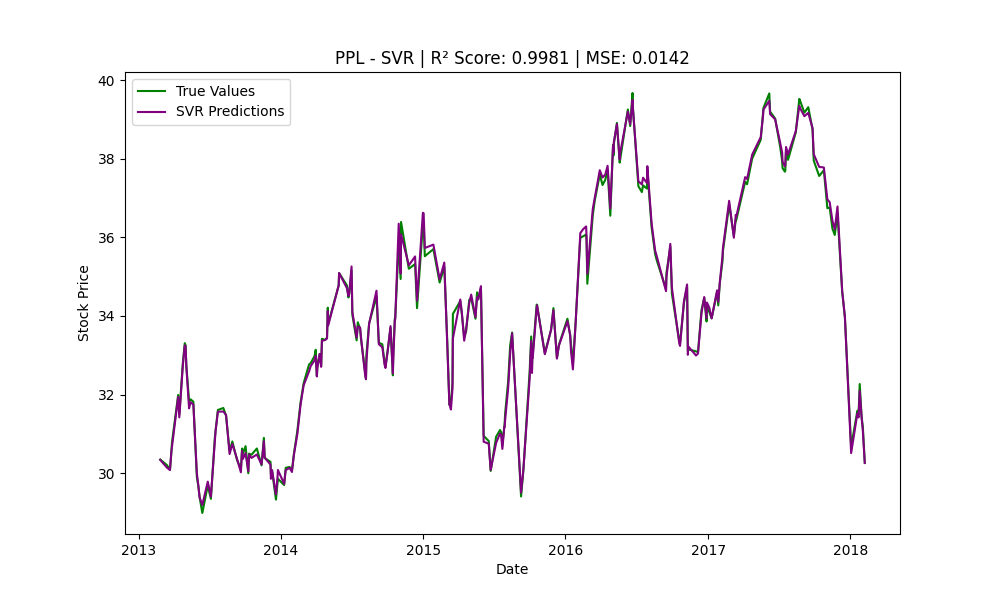 PPL - SVR | R² Score: 0.9981 | MSE: 0.0142
True Values
SVR Predictions
Stock Price
40
38
36
34
32
30
2013 2014 2015 2016 2017 2018
Date